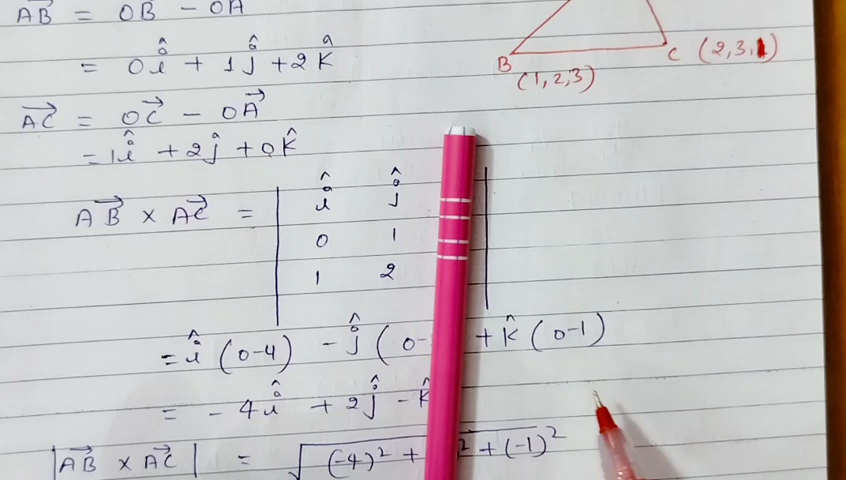 AB = OB - OA
= 0î + 1ĵ + 2k̂
B (1,2,3)
C (2,3,1)
AC = OC - OA
= 1î + 2ĵ + 0k̂
AB × AC = | î ĵ |
0 1
1 2
= î (0-4) - ĵ (0- + k̂ (0-1)
= -4î + 2ĵ - k̂
|AB × AC| = √(-4)² + ² + (-1)²